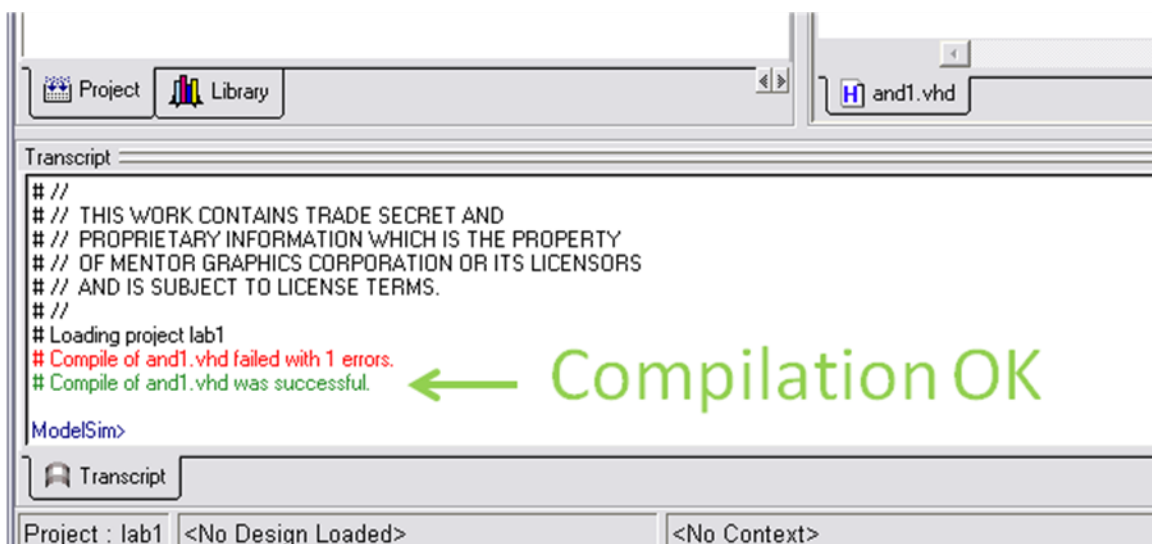 Project
Library
and1.vhd
Transcript
# //
# // THIS WORK CONTAINS TRADE SECRET AND
# // PROPRIETARY INFORMATION WHICH IS THE PROPERTY
# // OF MENTOR GRAPHICS CORPORATION OR ITS LICENSORS
# // AND IS SUBJECT TO LICENSE TERMS.
# //
# Loading project lab1
# Compile of and1.vhd failed with 1 errors.
# Compile of and1.vhd was successful.
Compilation OK
ModelSim>
Transcript
Project : lab1 <No Design Loaded> <No Context>